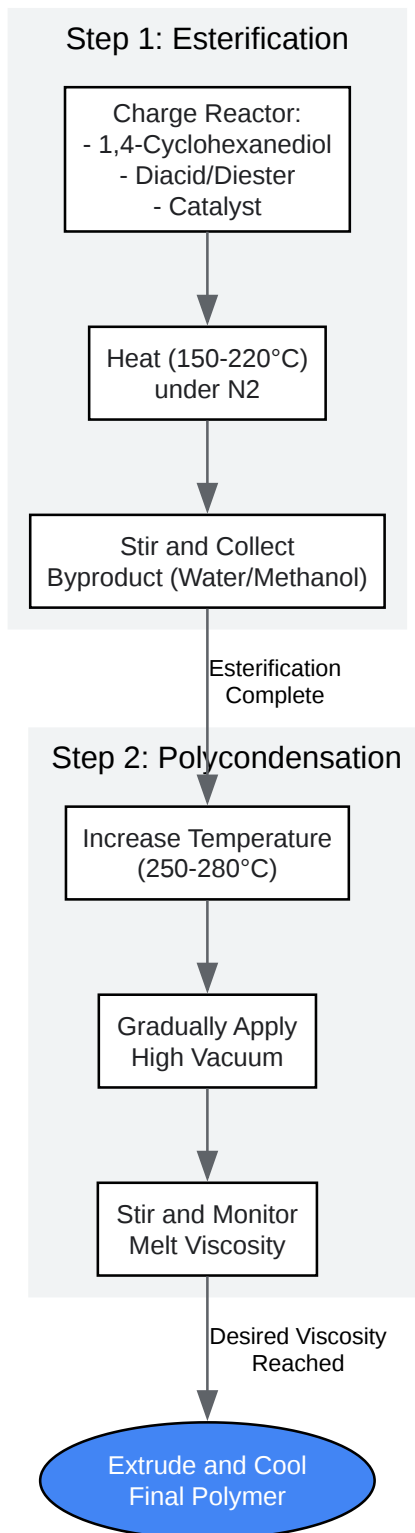 Step 1: Esterification
Charge Reactor:
- 1,4-Cyclohexanediol
- Diacid/Diester
- Catalyst
Heat (150-220°C)
under N2
Stir and Collect
Byproduct (Water/Methanol)
Esterification
Complete
Step 2: Polycondensation
Increase Temperature
(250-280°C)
Gradually Apply
High Vacuum
Stir and Monitor
Melt Viscosity
Desired Viscosity
Reached
Extrude and Cool
Final Polymer